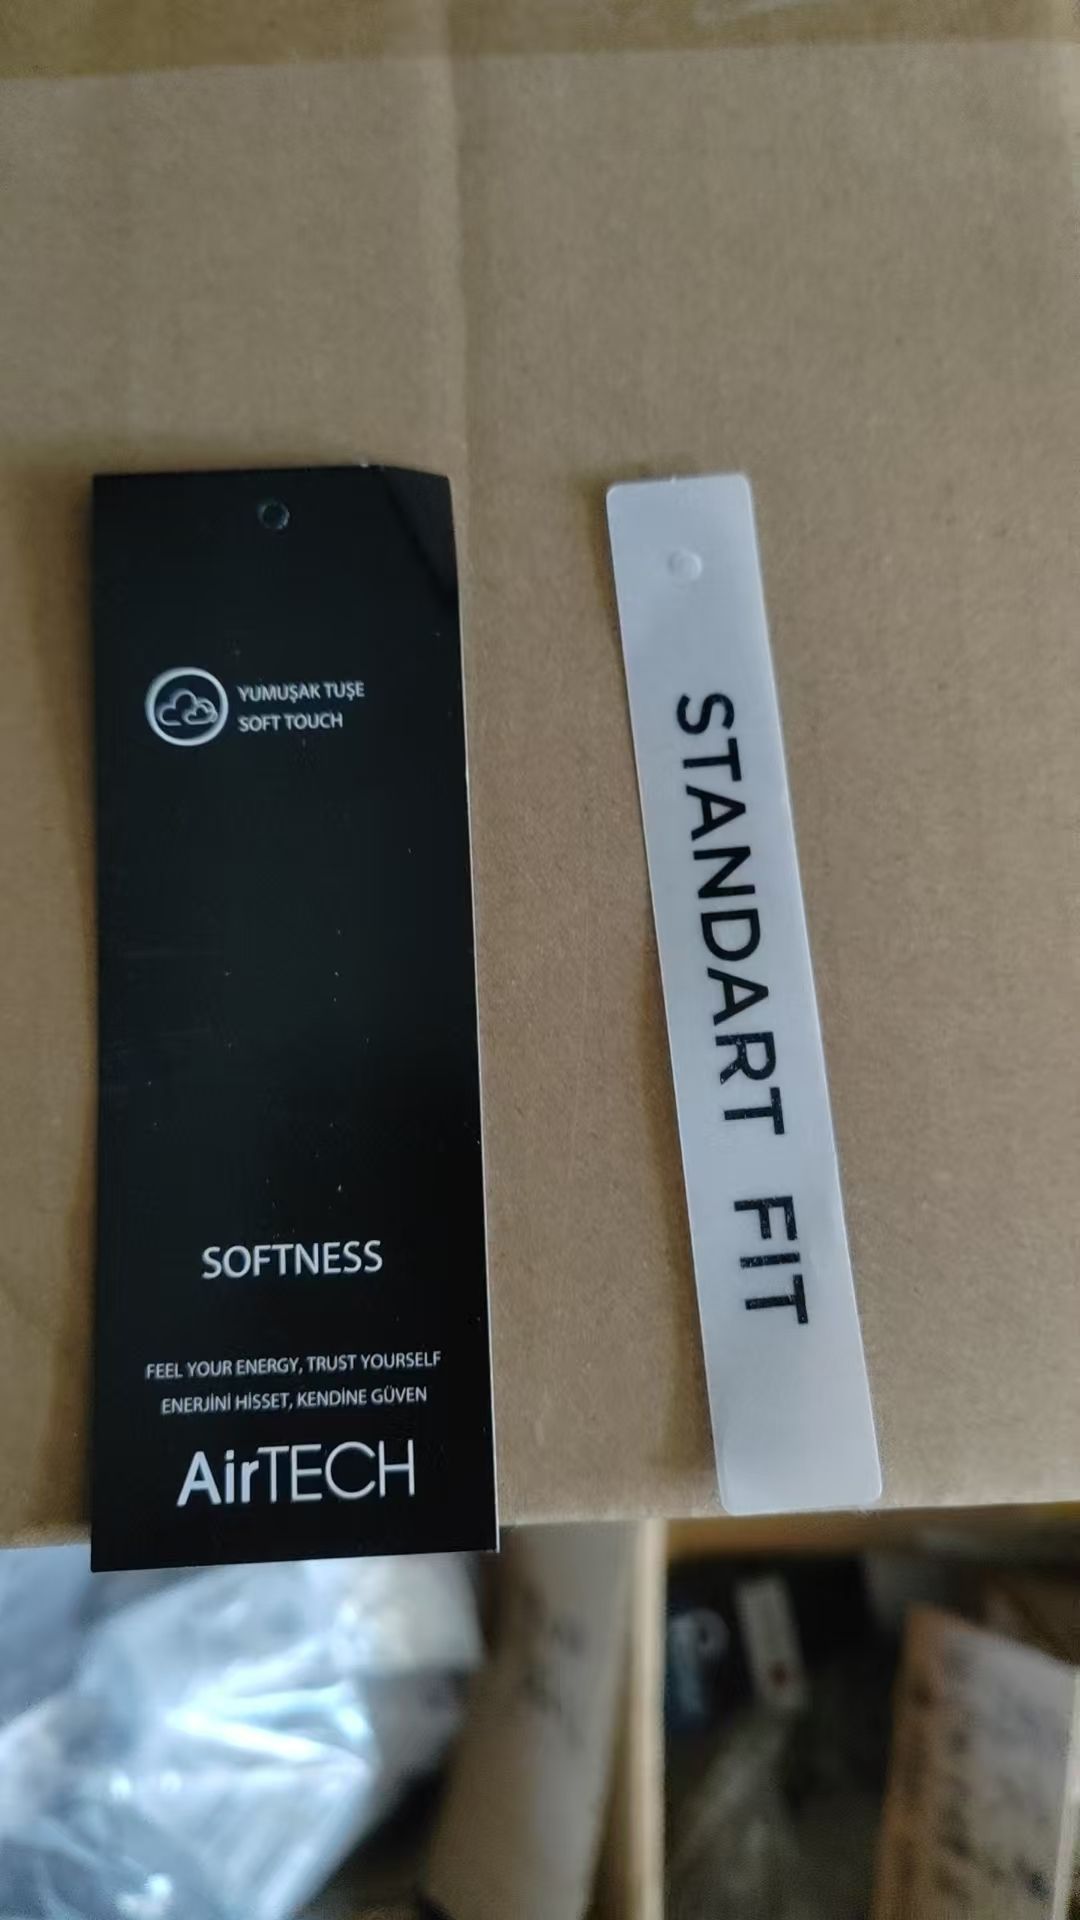 YUMUŞAK TUŞE
SOFT TOUCH
SOFTNESS
FEEL YOUR ENERGY, TRUST YOURSELF
ENERJİNİ HİSSET, KENDİNE GÜVEN
AirTECH
STANDART FIT